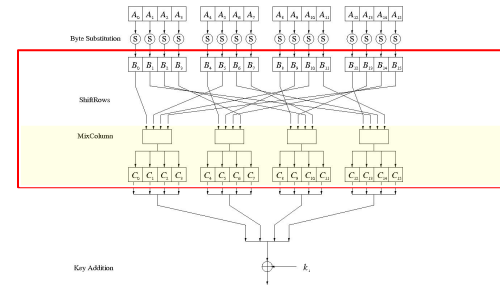 A₀ A₁ A₂ A₃ A₄ A₅ A₆ A₇ A₈ A₉ A₁₀ A₁₁ A₁₂ A₁₃ A₁₄ A₁₅
Byte Substitution S S S S S S S S S S S S S S S S
B₀ B₁ B₂ B₃ B₄ B₅ B₆ B₇ B₈ B₉ B₁₀ B₁₁ B₁₂ B₁₃ B₁₄ B₁₅
ShiftRows
MixColumn
C₀ C₁ C₂ C₃ C₄ C₅ C₆ C₇ C₈ C₉ C₁₀ C₁₁ C₁₂ C₁₃ C₁₄ C₁₅
Key Addition kᵢ